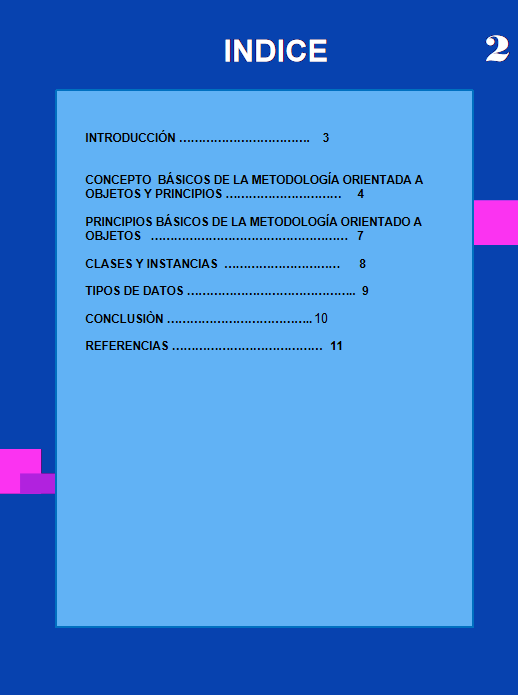 INDICE
2
INTRODUCCIÓN ................................ 3
CONCEPTO BÁSICOS DE LA METODOLOGÍA ORIENTADA A
OBJETOS Y PRINCIPIOS ............................. 4
PRINCIPIOS BÁSICOS DE LA METODOLOGÍA ORIENTADO A
OBJETOS ................................................. 7
CLASES Y INSTANCIAS ............................. 8
TIPOS DE DATOS .......................................... 9
CONCLUSIÒN ..................................... 10
REFERENCIAS ..................................... 11